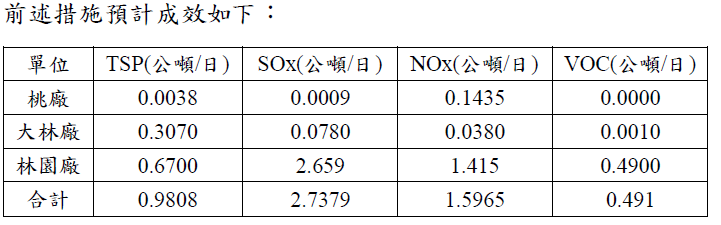 前述措施預計成效如下：
單位 TSP(公噸/日) SOx(公噸/日) NOx(公噸/日) VOC(公噸/日)
桃廠 0.0038 0.0009 0.1435 0.0000
大林廠 0.3070 0.0780 0.0380 0.0010
林園廠 0.6700 2.659 1.415 0.4900
合計 0.9808 2.7379 1.5965 0.491